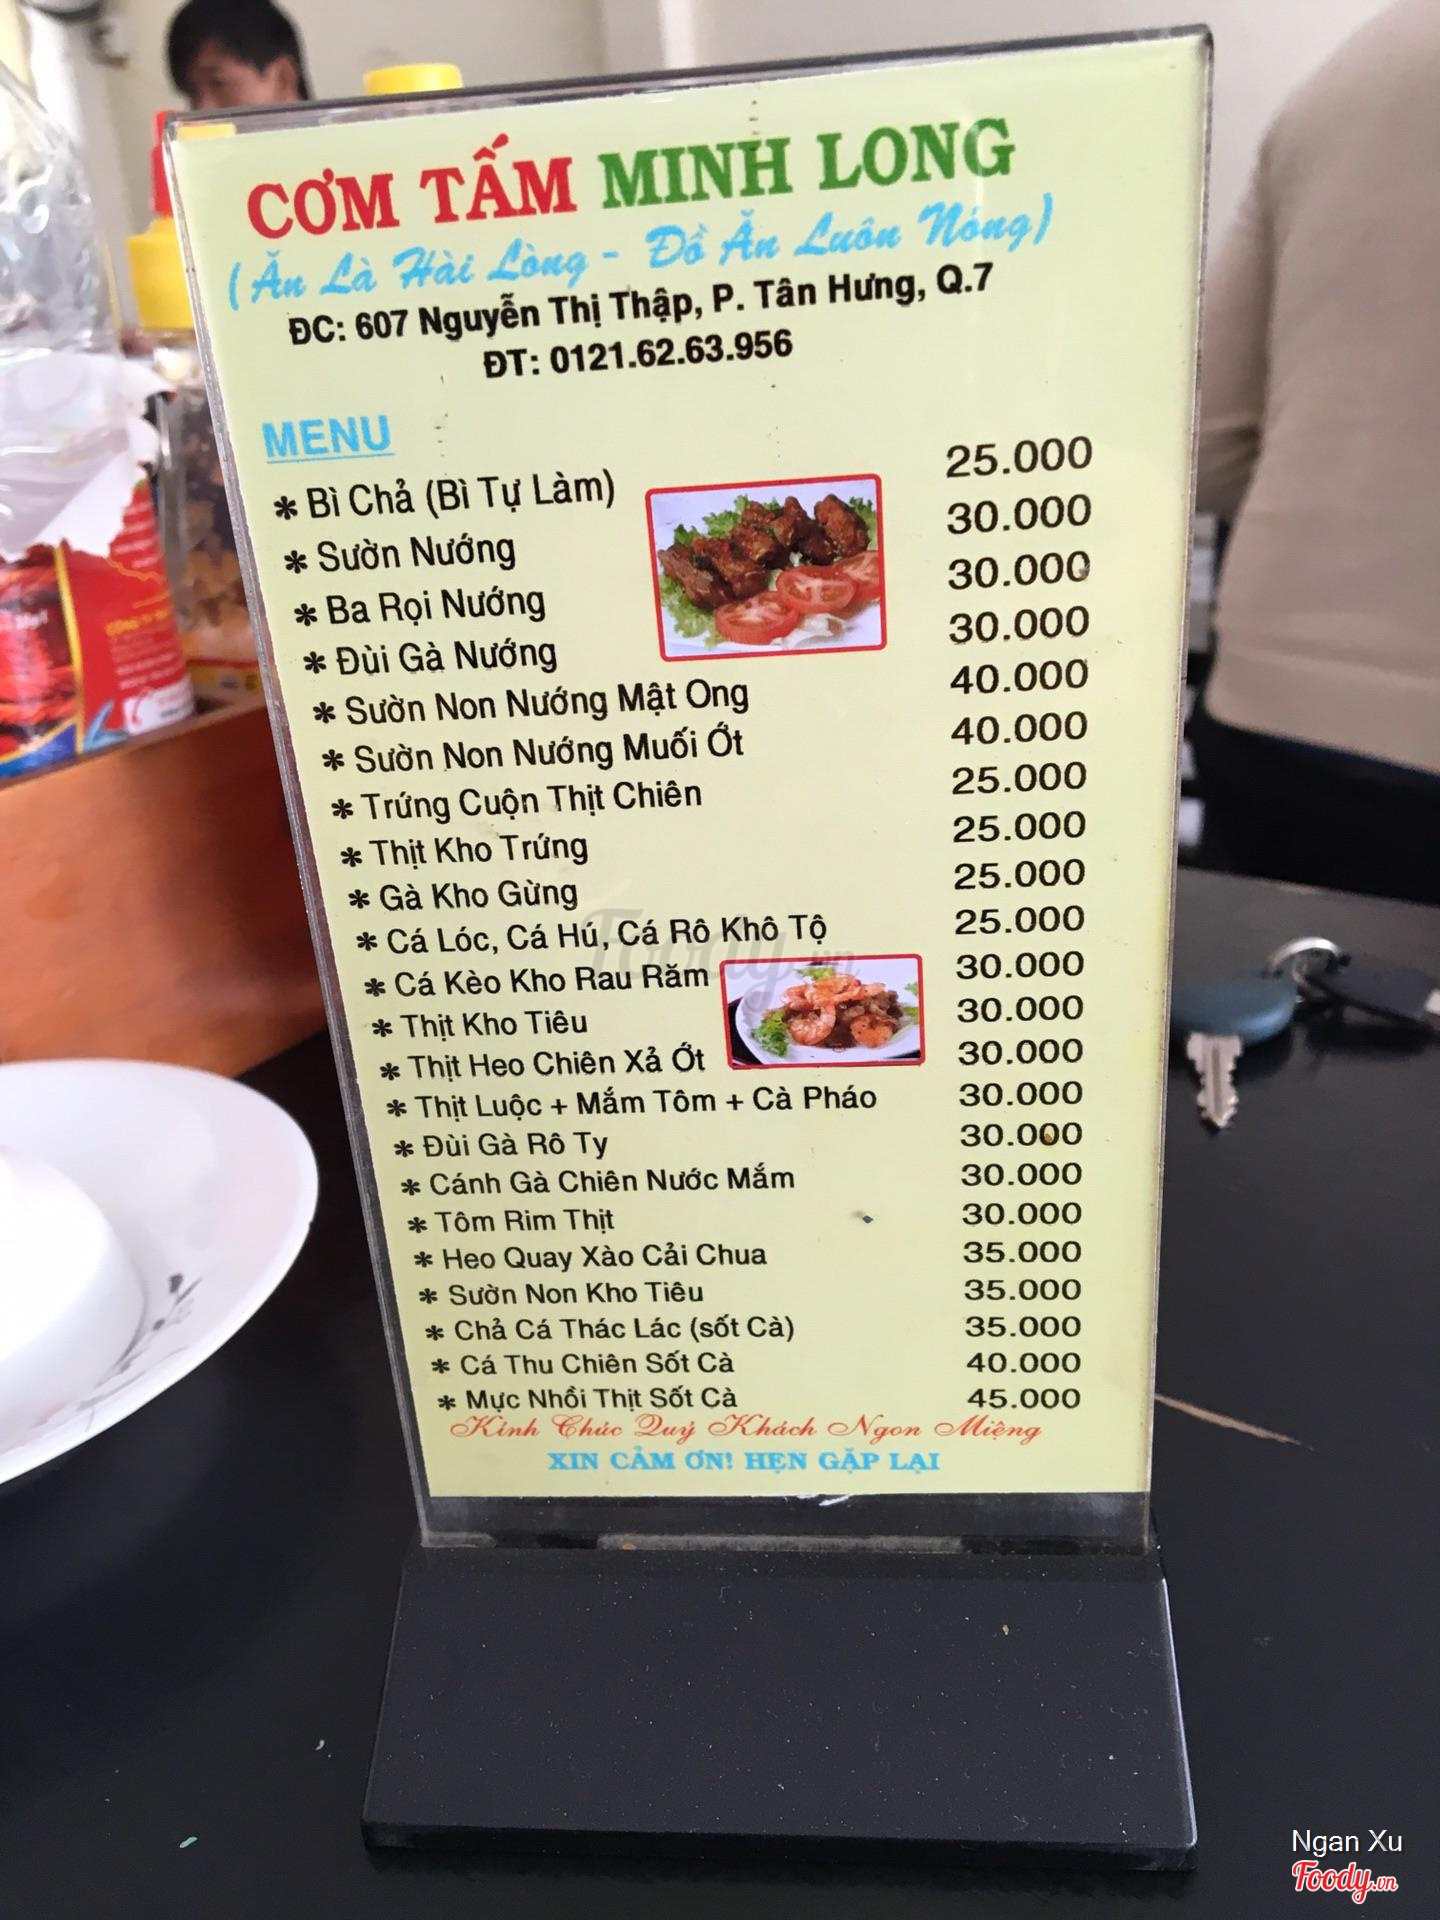 CƠM TẤM MINH LONG
(Ăn Là Hài Lòng - Đồ Ăn Luôn Nóng)
ĐC: 607 Nguyễn Thị Thập, P. Tân Hưng, Q.7
ĐT: 0121.62.63.956
MENU
* Bì Chả (Bì Tự Làm) 25.000
* Sườn Nướng 30.000
* Ba Rọi Nướng 30.000
* Đùi Gà Nướng 30.000
* Sườn Non Nướng Mật Ong 40.000
* Sườn Non Nướng Muối Ớt 40.000
* Trứng Cuộn Thịt Chiên 25.000
* Thịt Kho Trứng 25.000
* Gà Kho Gừng 25.000
* Cá Lóc, Cá Hú, Cá Rô Khô Tộ 25.000
* Cá Kèo Kho Rau Răm 30.000
* Thịt Kho Tiêu 30.000
* Thịt Heo Chiên Xả Ớt 30.000
* Thịt Luộc + Mắm Tôm + Cà Pháo 30.000
* Đùi Gà Rô Ty 30.000
* Cánh Gà Chiên Nước Mắm 30.000
* Tôm Rim Thịt 30.000
* Heo Quay Xào Cải Chua 35.000
* Sườn Non Kho Tiêu 35.000
* Chả Cá Thác Lác (sốt Cà) 35.000
* Cá Thu Chiên Sốt Cà 40.000
* Mực Nhồi Thịt Sốt Cà 45.000
Kính Chúc Quý Khách Ngon Miệng
XIN CẢM ƠN! HẸN GẶP LẠI
Foody.vn
Ngan Xu
Foody.vn